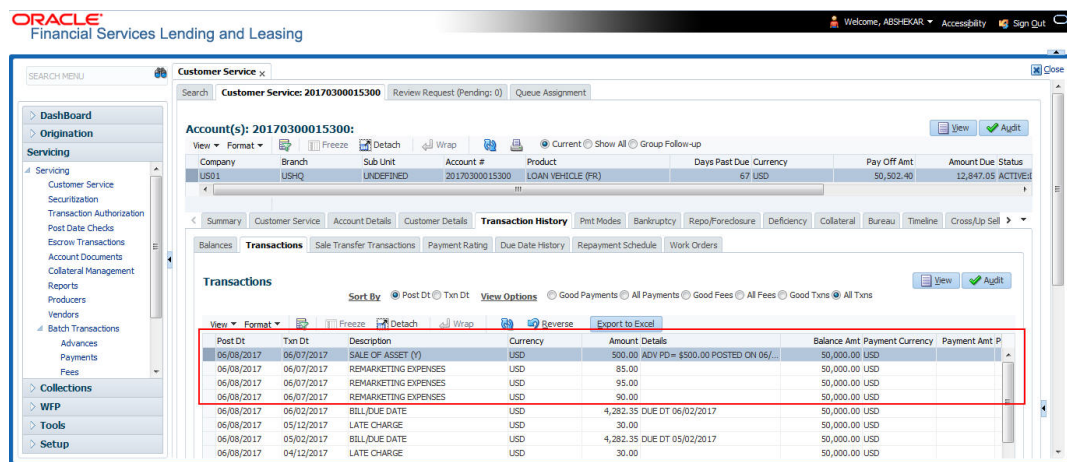 ORACLE®
Financial Services Lending and Leasing
Welcome, ABSHEKAR Accessibility Sign Out
SEARCH MENU
Customer Service
Close
Search Customer Service: 20170300015300 Review Request (Pending: 0) Queue Assignment
DashBoard
Origination
Servicing
Servicing
Customer Service
Securitization
Transaction Authorization
Post Date Checks
Escrow Transactions
Account Documents
Collateral Management
Reports
Producers
Vendors
Batch Transactions
Advances
Payments
Fees
Collections
WFP
Tools
Setup
Account(s): 20170300015300:
View Audit
View Format Freeze Detach Wrap Current Show All Group Follow-up
Company Branch Sub Unit Account # Product Days Past Due Currency Pay Off Amt Amount Due Status
US01 USHQ UNDEFINED 20170300015300 LOAN VEHICLE (FR) 67 USD 50,502.40 12,847.05
Summary Customer Service Account Details Customer Details Transaction History Pmt Modes Bankruptcy Repo/Foreclosure Deficiency Collateral Bureau Timeline Cross/Up Sell
Balances Transactions Sale Transfer Transactions Payment Rating Due Date History Repayment Schedule Work Orders
Transactions
View Audit
Sort By Post Dt Txn Dt View Options Good Payments All Payments Good Fees All Fees Good Txns All Txns
View Format Freeze Detach Wrap Reverse Export to Excel
Post Dt Txn Dt Description Currency Amount Details Balance Amt Payment Currency Payment Amt P
06/08/2017 06/07/2017 SALE OF ASSET (Y) USD 500.00 ADV PD= $500.00 POSTED ON 06/... 50,000.00 USD
06/08/2017 06/07/2017 REMARKETING EXPENSES USD 85.00 50,000.00 USD
06/08/2017 06/07/2017 REMARKETING EXPENSES USD 95.00 50,000.00 USD
06/08/2017 06/07/2017 REMARKETING EXPENSES USD 90.00 50,000.00 USD
06/08/2017 06/02/2017 BILL/DUE DATE USD 4,282.35 DUE DT 06/02/2017 50,000.00 USD
06/08/2017 05/12/2017 LATE CHARGE USD 30.00 50,000.00 USD
06/08/2017 05/02/2017 BILL/DUE DATE USD 4,282.35 DUE DT 05/02/2017 50,000.00 USD
06/08/2017 04/12/2017 LATE CHARGE USD 30.00 50,000.00 USD